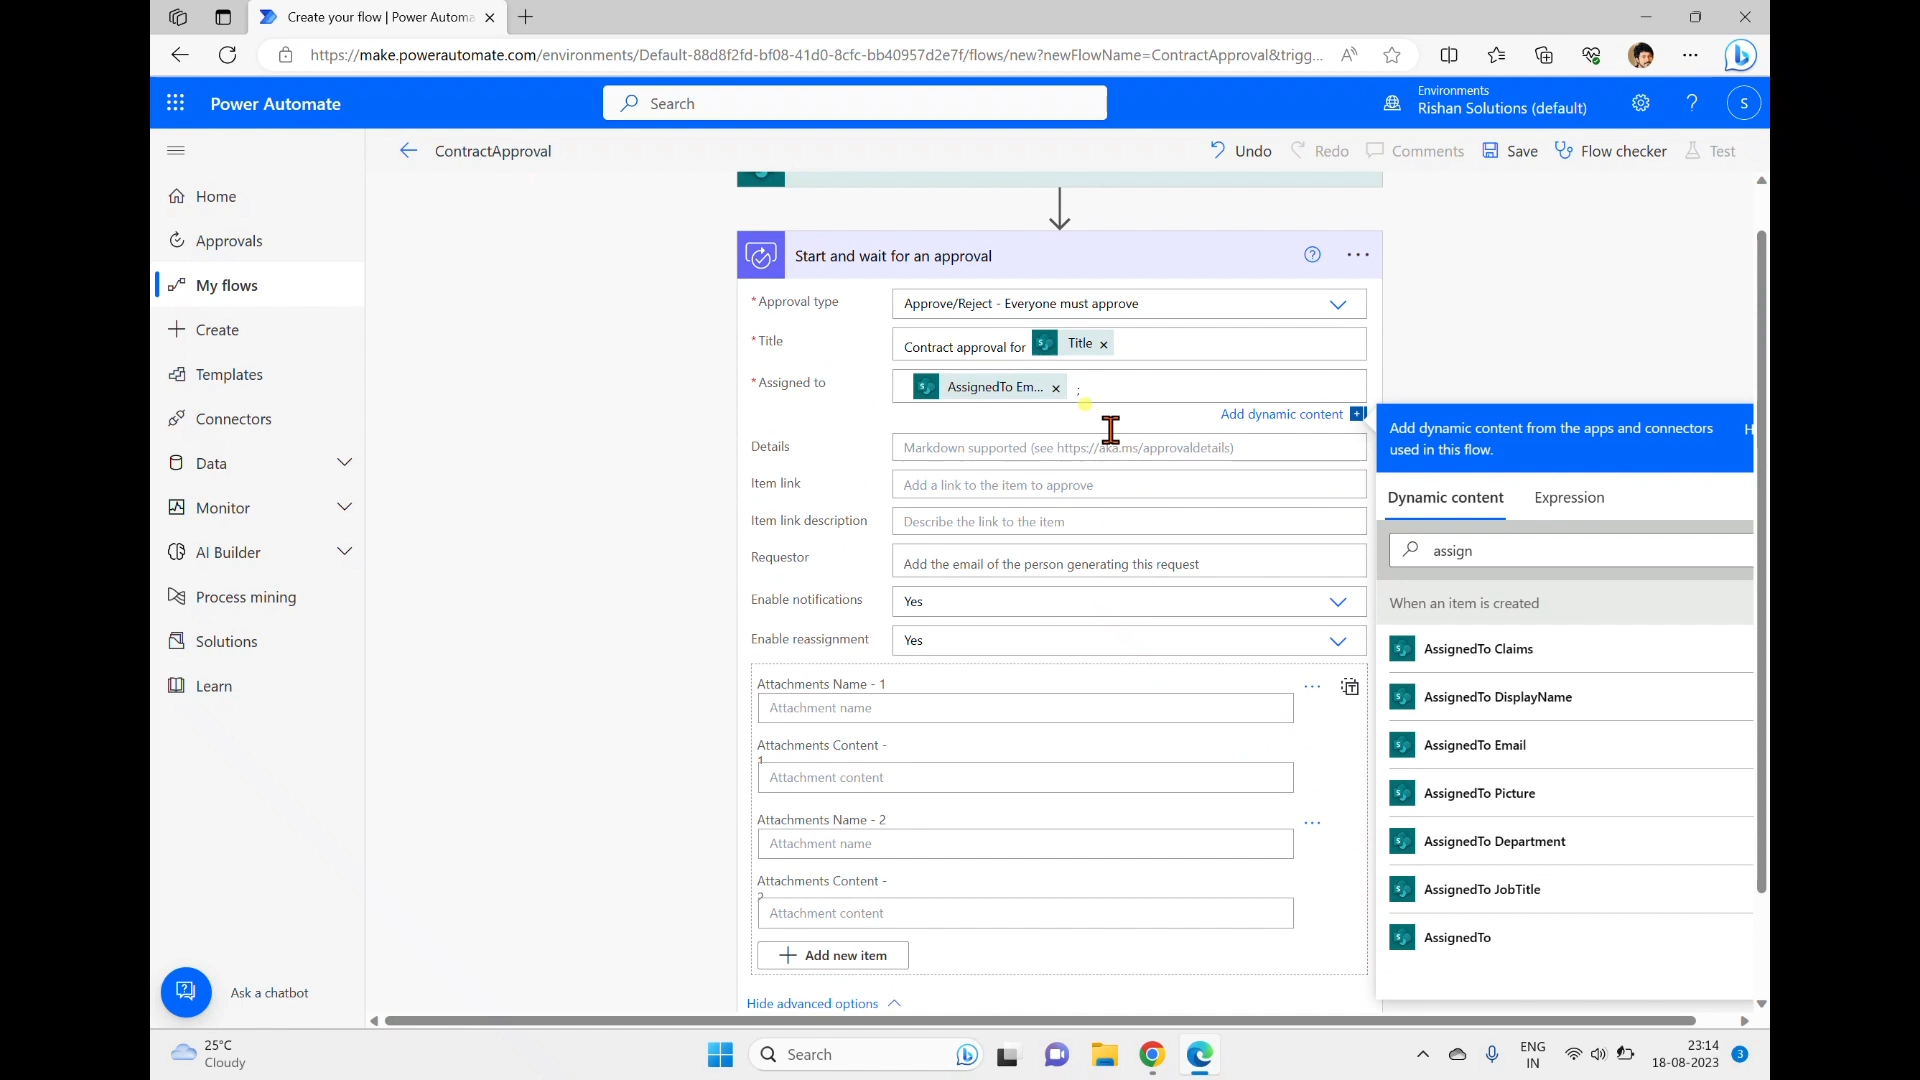 Create your flow | Power Automa
https://make.powerautomate.com/environments/Default-88d8f2fd-bf08-41d0-8cfc-bb40957d2e7f/flows/new?newFlowName=ContractApproval&trigg...
Power Automate
Search
Environments
Rishan Solutions (default)
S
ContractApproval
Undo
Redo
Comments
Save
Flow checker
Test
Home
Approvals
My flows
Create
Templates
Connectors
Data
Monitor
AI Builder
Process mining
Solutions
Learn
Ask a chatbot
Start and wait for an approval
* Approval type
Approve/Reject - Everyone must approve
* Title
Contract approval for Title ×
* Assigned to
AssignedTo Em... × ;
Add dynamic content
Details
Markdown supported (see https://aka.ms/approvaldetails)
Item link
Add a link to the item to approve
Item link description
Describe the link to the item
Requestor
Add the email of the person generating this request
Enable notifications
Yes
Enable reassignment
Yes
Attachments Name - 1
Attachment name
Attachments Content -
1
Attachment content
Attachments Name - 2
Attachment name
Attachments Content -
2
Attachment content
Add new item
Hide advanced options
Add dynamic content from the apps and connectors
used in this flow.
H
Dynamic content
Expression
assign
When an item is created
AssignedTo Claims
AssignedTo DisplayName
AssignedTo Email
AssignedTo Picture
AssignedTo Department
AssignedTo JobTitle
AssignedTo
25°C
Cloudy
Search
ENG
IN
23:14
18-08-2023
3